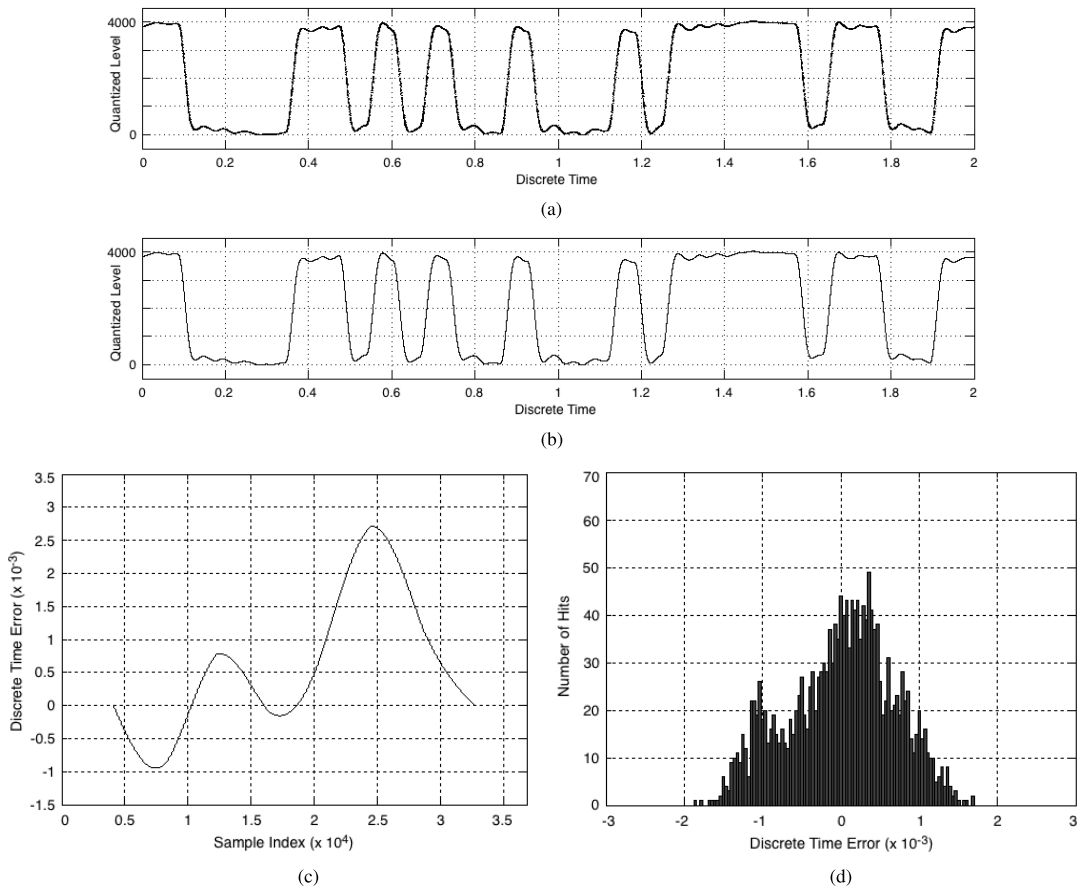 4000
Quantized Level
0
0 0.2 0.4 0.6 0.8 1 1.2 1.4 1.6 1.8 2
Discrete Time
(a)
4000
Quantized Level
0
0 0.2 0.4 0.6 0.8 1 1.2 1.4 1.6 1.8 2
Discrete Time
(b)
3.5
3
2.5
2
1.5
1
0.5
0
-0.5
-1
-1.5
Discrete Time Error (x 10-3)
0 0.5 1 1.5 2 2.5 3 3.5
Sample Index (x 104)
(c)
70
60
50
40
30
20
10
0
Number of Hits
-3 -2 -1 0 1 2 3
Discrete Time Error (x 10-3)
(d)